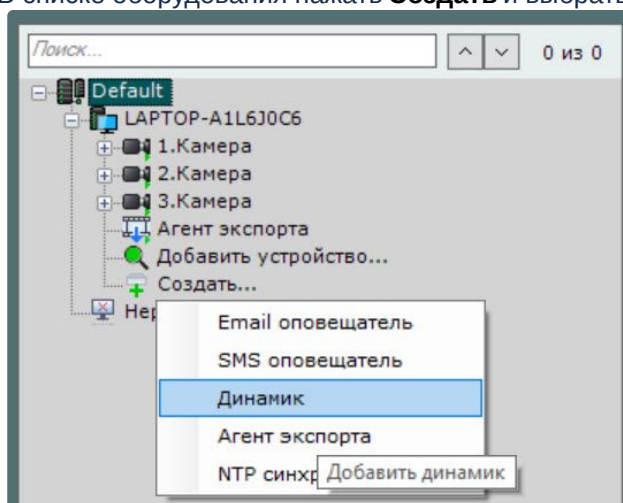 В списке оборудования нажать Создать и выбрать
Поиск...
0 из 0
Default
LAPTOP-A1L6J0C6
1.Камера
2.Камера
3.Камера
Агент экспорта
Добавить устройство...
Создать...
Email оповещатель
SMS оповещатель
Динамик
Агент экспорта
NTP
Добавить динамик